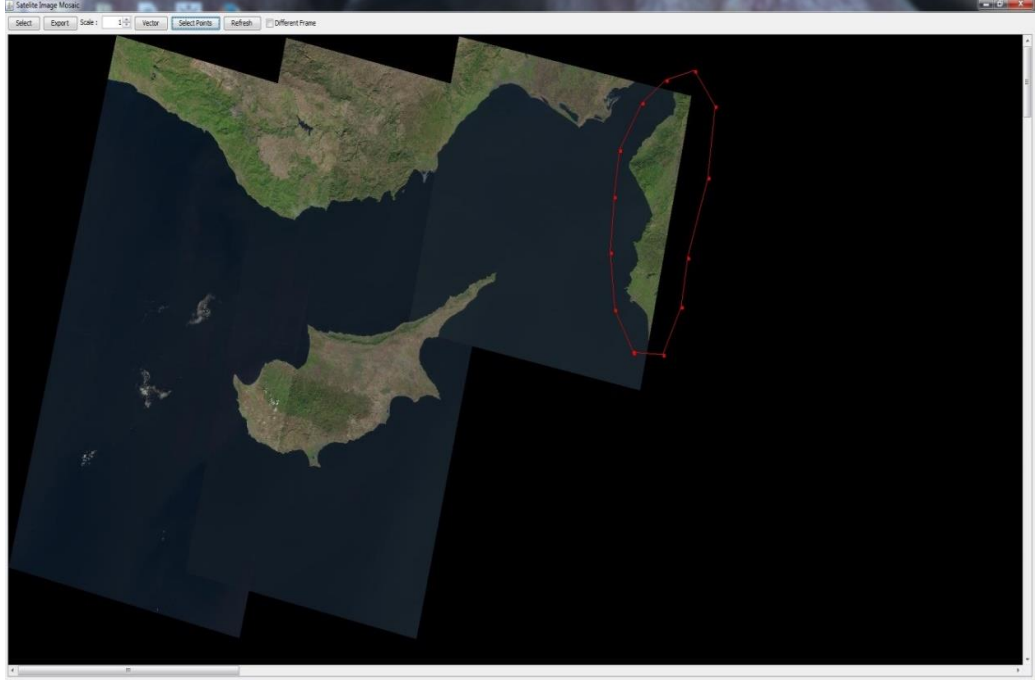 Satelite Image Mosaic
Select Export Scale : 1 Vector Select Points Refresh Different Frame